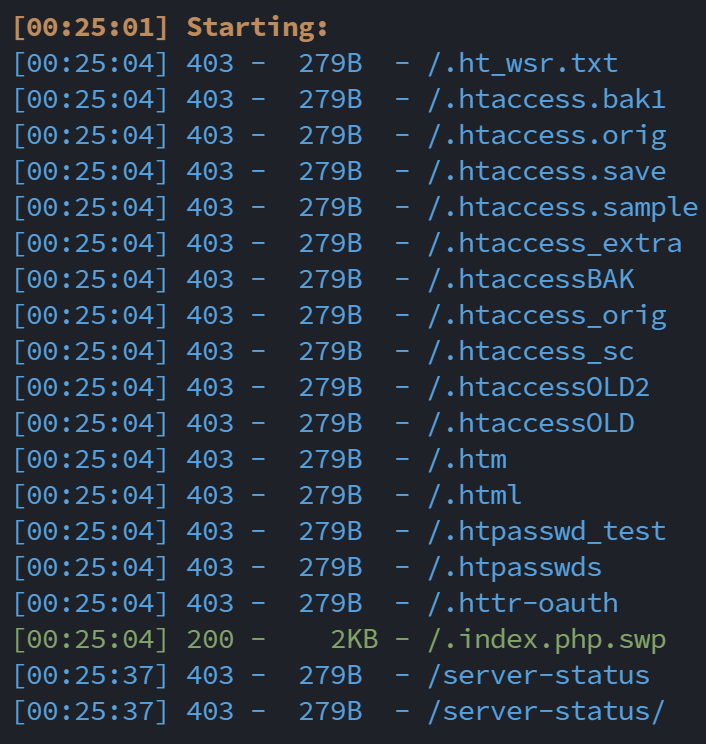 [00:25:01] Starting:
[00:25:04] 403 -  279B  - /.ht_wsr.txt
[00:25:04] 403 -  279B  - /.htaccess.bak1
[00:25:04] 403 -  279B  - /.htaccess.orig
[00:25:04] 403 -  279B  - /.htaccess.save
[00:25:04] 403 -  279B  - /.htaccess.sample
[00:25:04] 403 -  279B  - /.htaccess_extra
[00:25:04] 403 -  279B  - /.htaccessBAK
[00:25:04] 403 -  279B  - /.htaccess_orig
[00:25:04] 403 -  279B  - /.htaccess_sc
[00:25:04] 403 -  279B  - /.htaccessOLD2
[00:25:04] 403 -  279B  - /.htaccessOLD
[00:25:04] 403 -  279B  - /.htm
[00:25:04] 403 -  279B  - /.html
[00:25:04] 403 -  279B  - /.htpasswd_test
[00:25:04] 403 -  279B  - /.htpasswds
[00:25:04] 403 -  279B  - /.httr-oauth
[00:25:04] 200 -    2KB - /.index.php.swp
[00:25:37] 403 -  279B  - /server-status
[00:25:37] 403 -  279B  - /server-status/